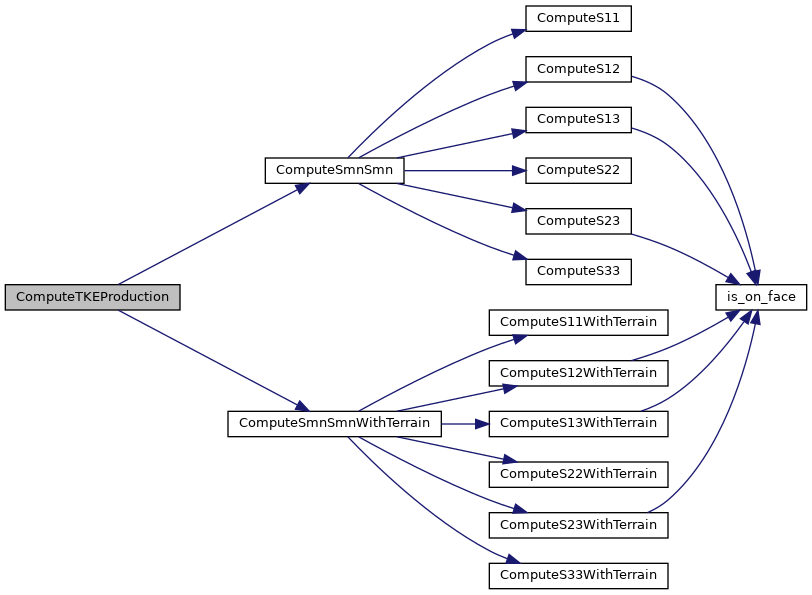 ComputeS11
ComputeS12
ComputeS13
ComputeSmnSmn
ComputeS22
ComputeS23
ComputeS33
ComputeTKEProduction
is_on_face
ComputeS11WithTerrain
ComputeS12WithTerrain
ComputeSmnSmnWithTerrain
ComputeS13WithTerrain
ComputeS22WithTerrain
ComputeS23WithTerrain
ComputeS33WithTerrain